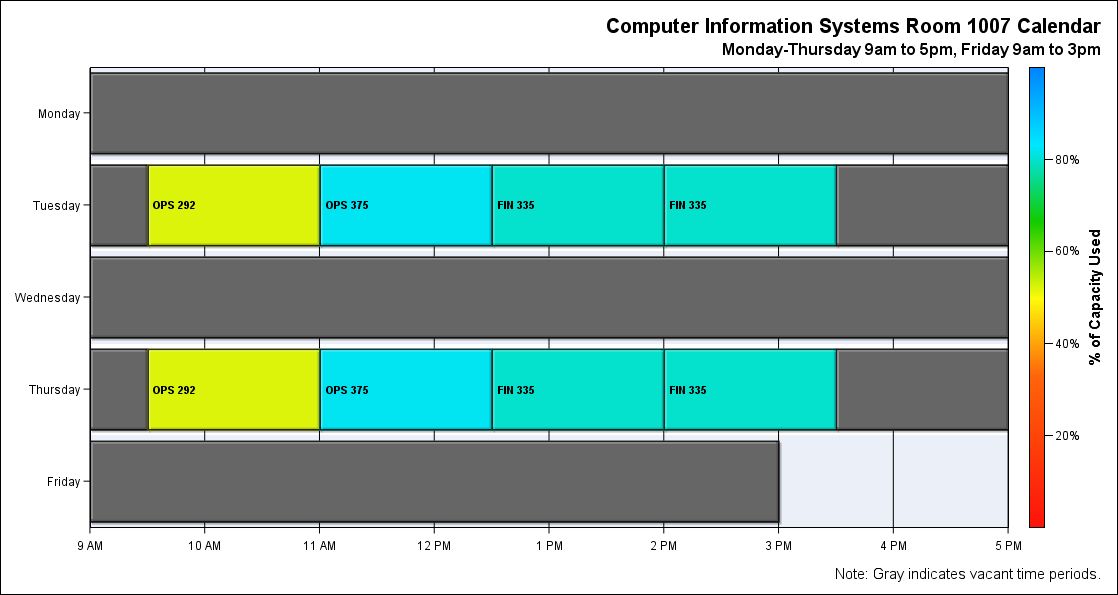 Computer Information Systems Room 1007 Calendar
Monday-Thursday 9am to 5pm, Friday 9am to 3pm
Monday
Tuesday
OPS 292
OPS 375
FIN 335
FIN 335
Wednesday
Thursday
OPS 292
OPS 375
FIN 335
FIN 335
Friday
9 AM
10 AM
11 AM
12 PM
1 PM
2 PM
3 PM
4 PM
5 PM
80%
60%
40%
20%
% of Capacity Used
Note: Gray indicates vacant time periods.